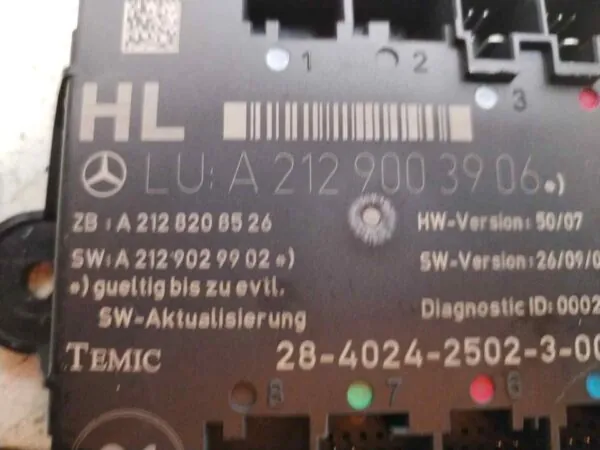 1 2 3
HL
LU: A 212 900 39 06 *)
ZB : A 212 820 85 26 HW-Version: 50/07
SW: A 212 902 99 02 *) SW-Version: 26/09/0
*) gueltig bis zu evtl. Diagnostic ID: 0002
SW-Aktualisierung
TEMIC 28-4024-2502-3-00
8 7 6